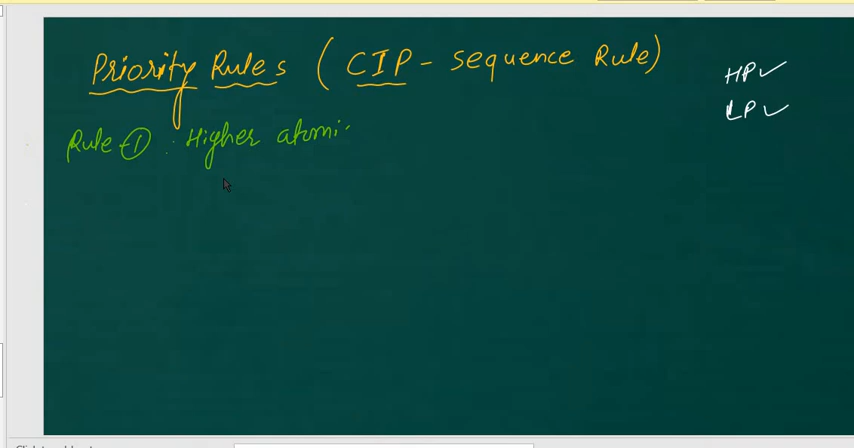 Priority Rules (CIP - sequence Rule)
HP✓
LP✓
Rule-① : Higher atomi